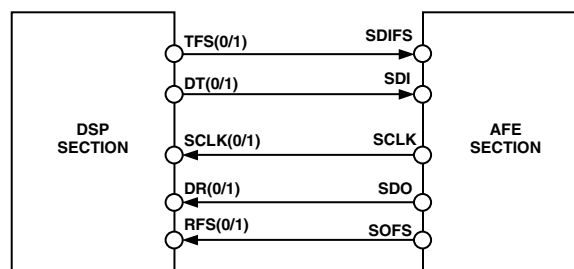 TFS(0/1) SDIFS
DT(0/1) SDI
DSP
SECTION
SCLK(0/1) SCLK
AFE
SECTION
DR(0/1) SDO
RFS(0/1) SOFS